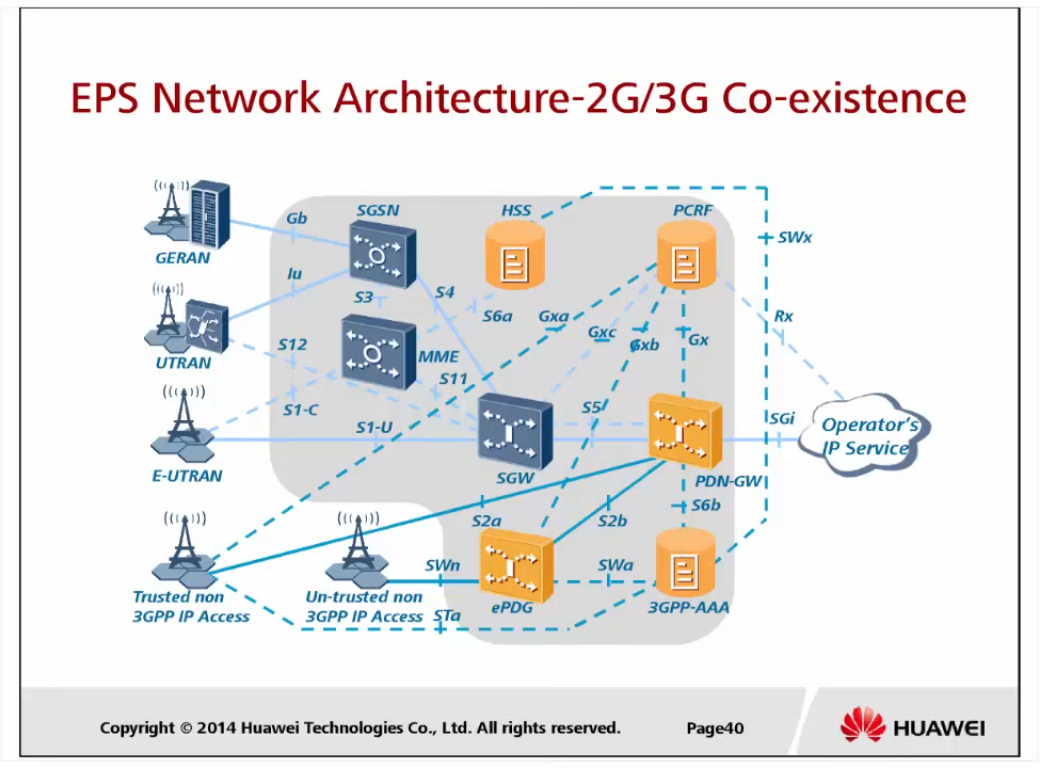 EPS Network Architecture-2G/3G Co-existence
SGSN
HSS
PCRF
Gb
SWx
GERAN
Iu
S3
S4
S6a
Gxa
Gxc
Gxb
Gx
Rx
UTRAN
S12
MME
S11
S1-C
S1-U
S5
SGi
Operator's
IP Service
E-UTRAN
SGW
PDN-GW
S6b
S2a
S2b
SWn
SWa
Trusted non
3GPP IP Access
Un-trusted non
3GPP IP Access
STa
ePDG
3GPP-AAA
Copyright © 2014 Huawei Technologies Co., Ltd. All rights reserved.
Page40
HUAWEI